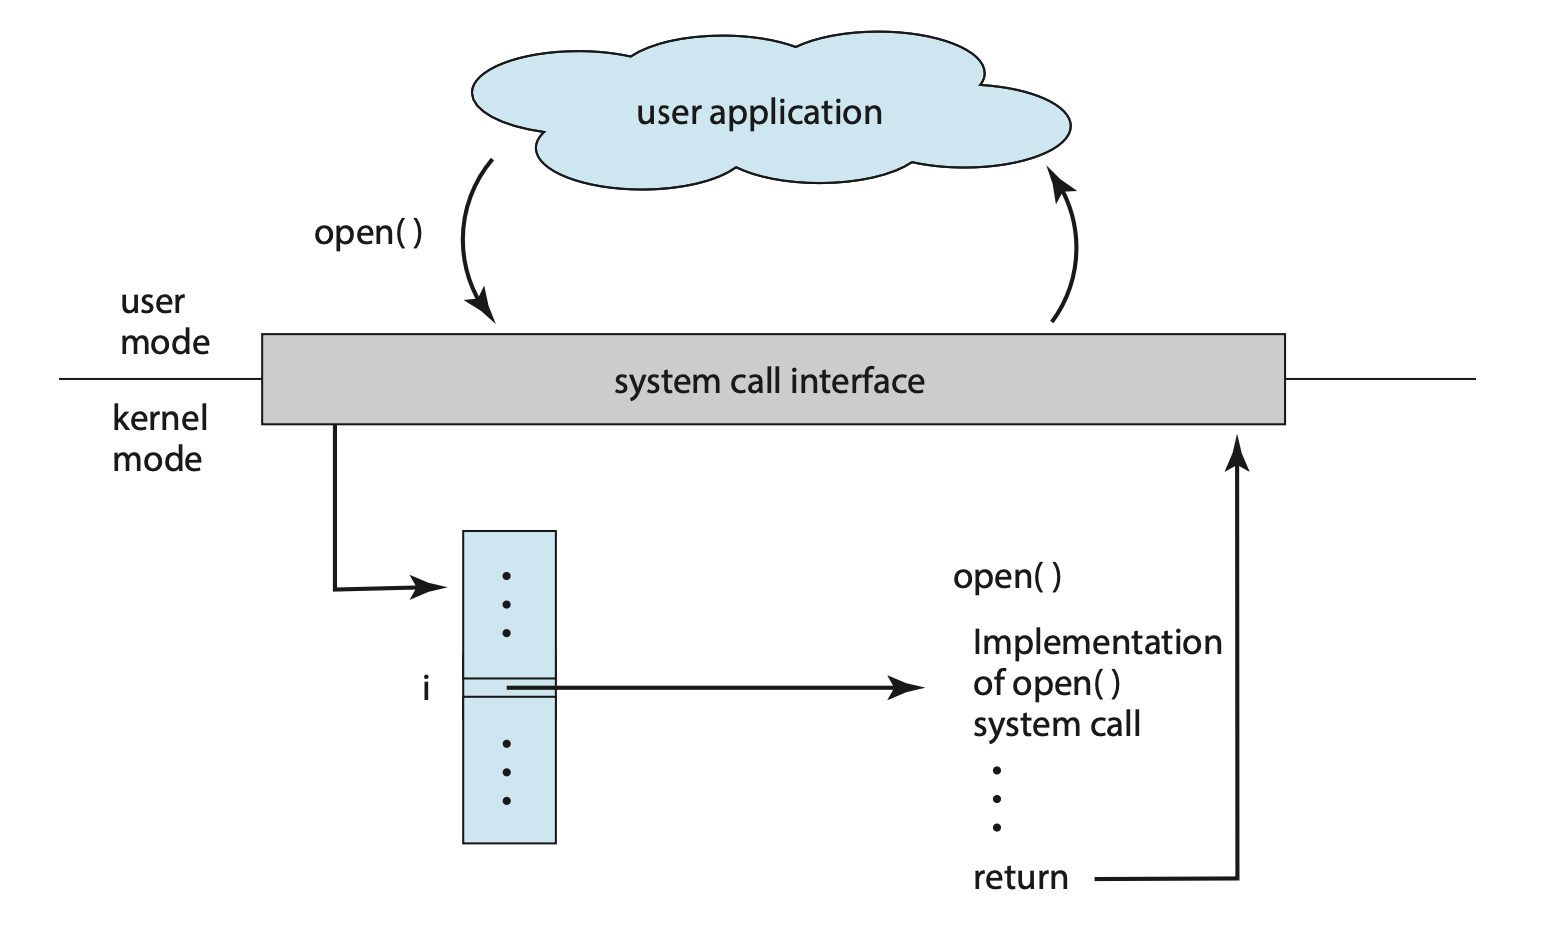 user application
open( )
user
mode
system call interface
kernel
mode
open( )
Implementation
of open( )
system call
i
return